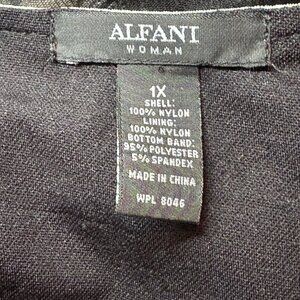 ALFANI
WOMAN
1X
SHELL:
100% NYLON
LINING:
100% NYLON
BOTTOM BAND:
95% POLYESTER
5% SPANDEX
MADE IN CHINA
WPL 8046